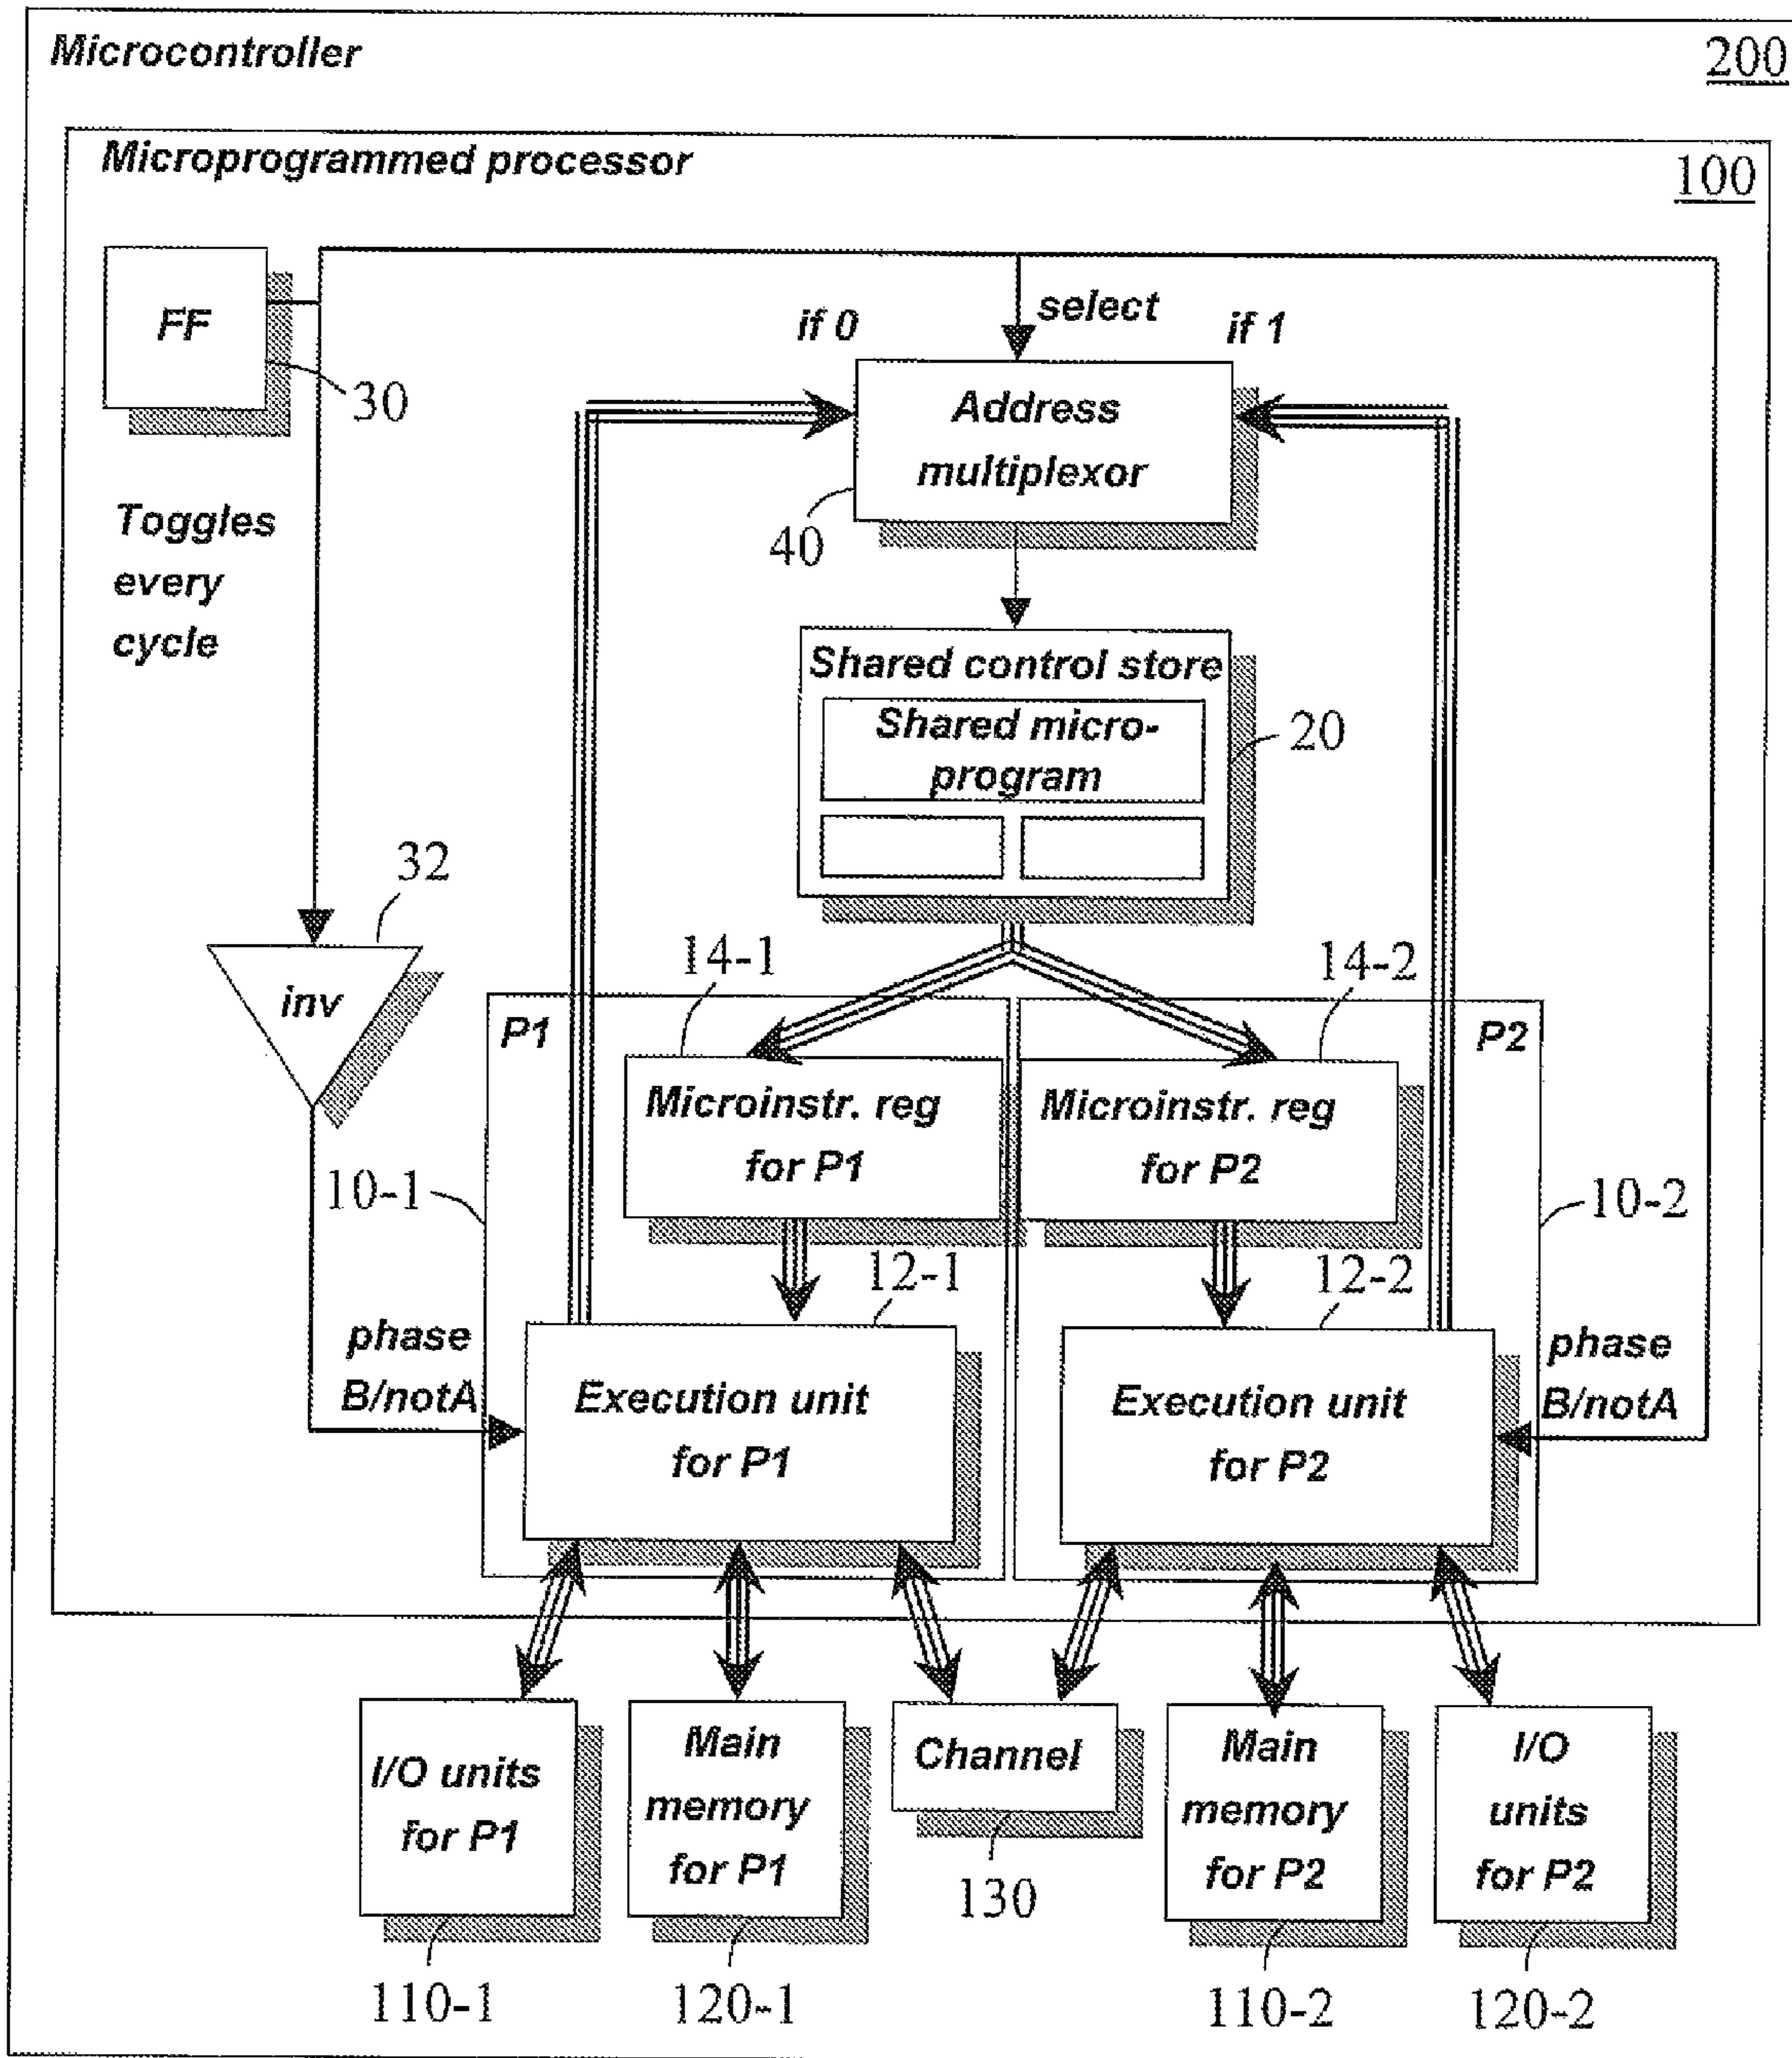 Microcontroller
200
Microprogrammed processor
100
FF
30
Toggles
every
cycle
if 0
select
if 1
Address
multiplexor
40
Shared control store
Shared micro-
program
20
32
inv
14-1
14-2
P1
P2
Microinstr. reg
for P1
Microinstr. reg
for P2
10-1
10-2
12-1
12-2
phase
B/notA
Execution unit
for P1
Execution unit
for P2
phase
B/notA
I/O units
for P1
Main
memory
for P1
Channel
Main
memory
for P2
I/O
units
for P2
110-1
120-1
130
110-2
120-2